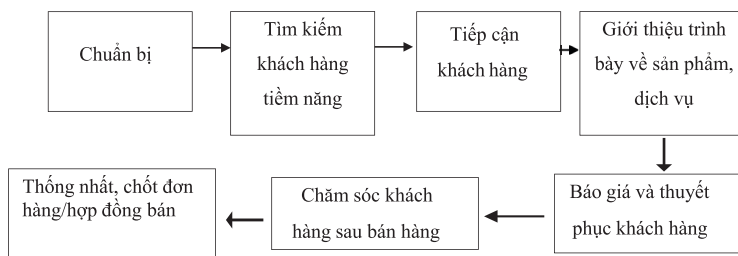 Chuẩn bị
Tìm kiếm
khách hàng
tiềm năng
Tiếp cận
khách hàng
Giới thiệu trình
bày về sản phẩm,
dịch vụ
Báo giá và thuyết
phục khách hàng
Chăm sóc khách
hàng sau bán hàng
Thống nhất, chốt đơn
hàng/hợp đồng bán